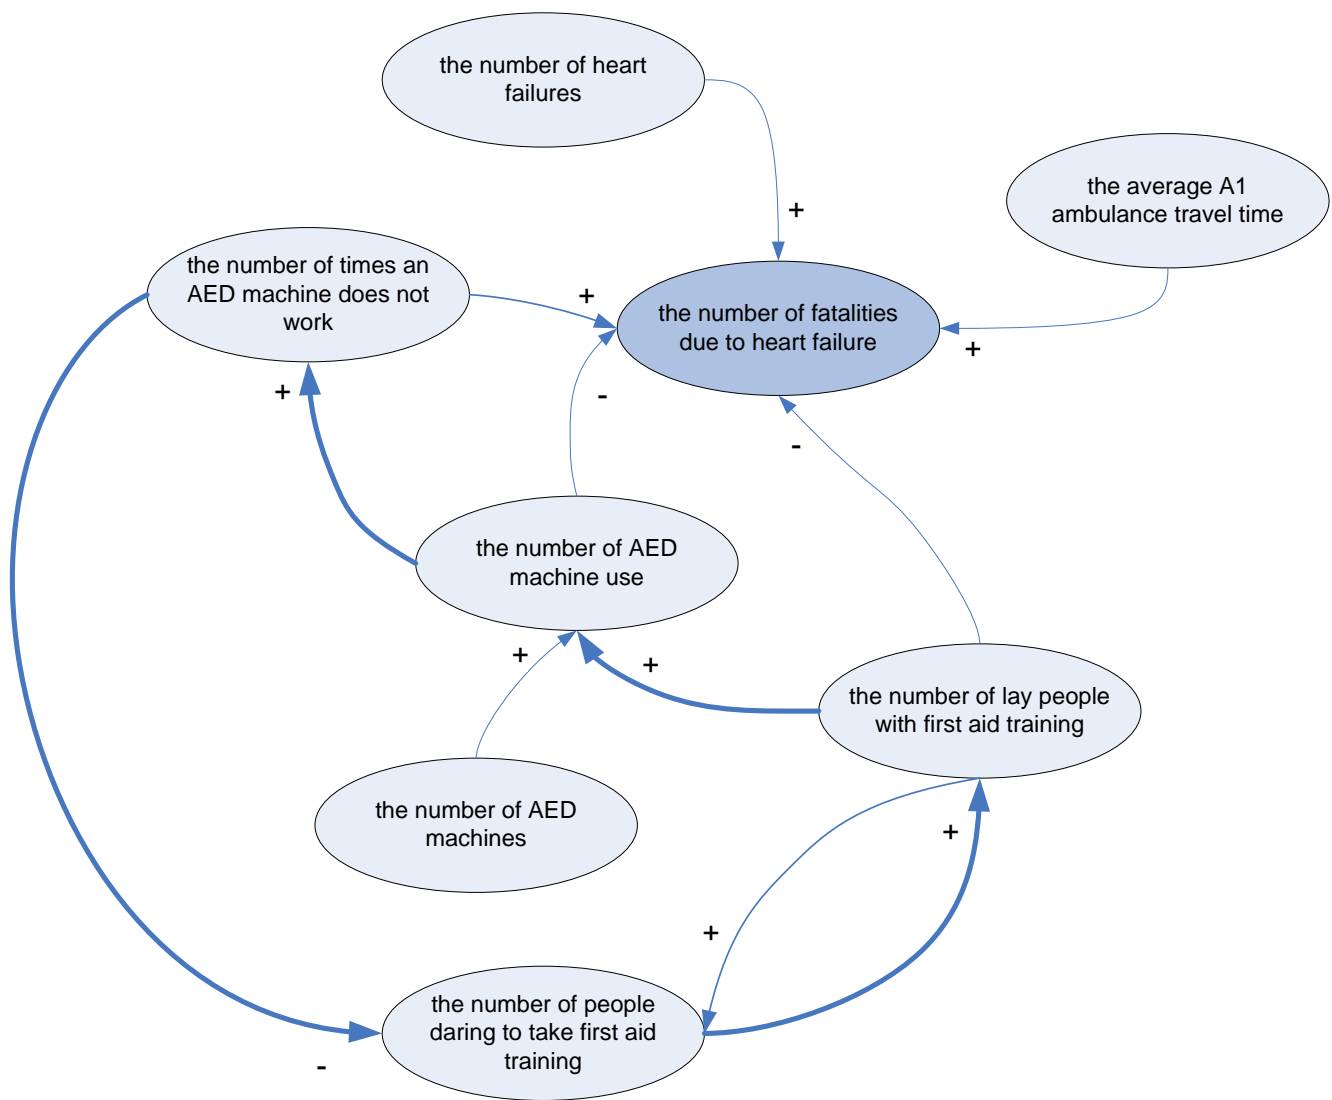 the number of heart
failures
+
the average A1
ambulance travel time
the number of times an
AED machine does not
work
+
the number of fatalities
due to heart failure
+
+
-
-
the number of AED
machine use
+
+
the number of lay people
with first aid training
the number of AED
machines
+
+
the number of people
daring to take first aid
training
-